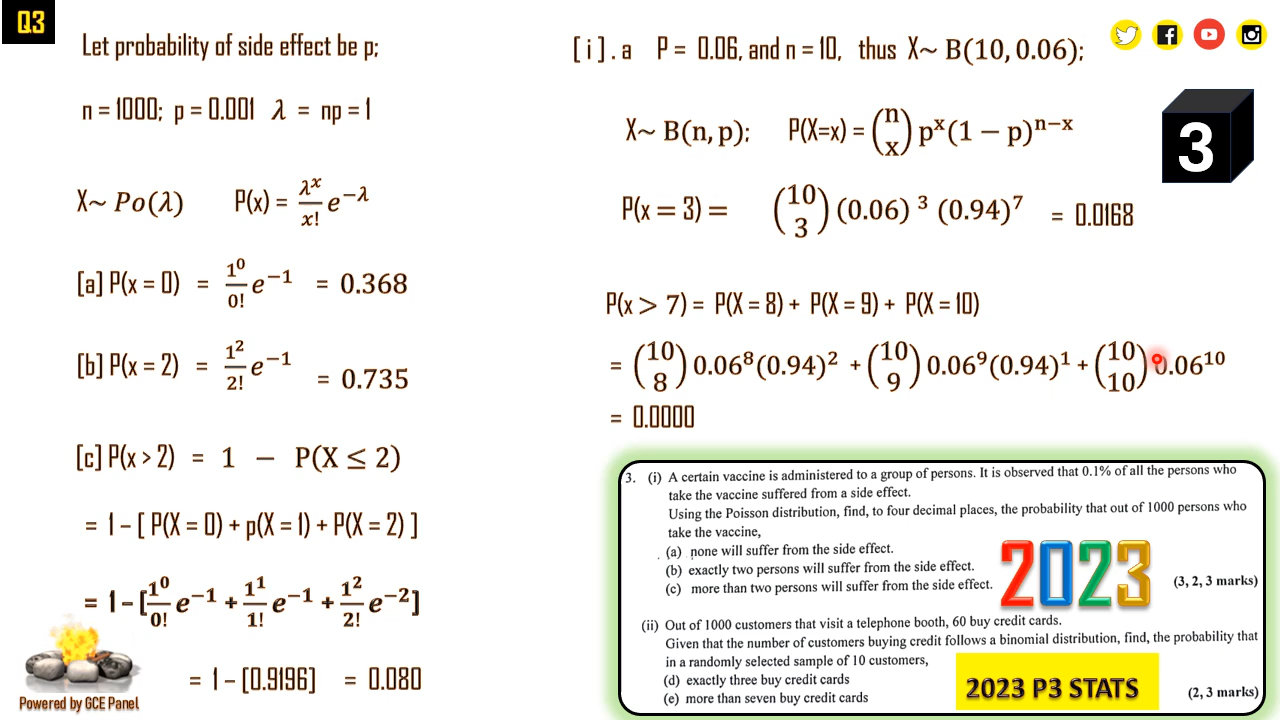 Q3
Let probability of side effect be p;
n = 1000; p = 0.001 λ = np = 1
X~ Po(λ) P(x) = λ^x/x! e^−λ
[a] P(x = 0) = 1^0/0! e^−1 = 0.368
[b] P(x = 2) = 1^2/2! e^−1 = 0.735
[c] P(x > 2) = 1 − P(X ≤ 2)
= 1 – [ P(X = 0) + p(X = 1) + P(X = 2) ]
= 1 – [1^0/0! e^−1 + 1^1/1! e^−1 + 1^2/2! e^−2]
= 1 – [0.9196] = 0.080
Powered by GCE Panel
[ i ] . a P = 0.06, and n = 10, thus X~ B(10, 0.06);
3
X~ B(n, p); P(X=x) = (n x) p^x(1 − p)^n−x
P(x = 3) = (10 3) (0.06) ^3 (0.94)^7 = 0.0168
P(x > 7) = P(X = 8) + P(X = 9) + P(X = 10)
= (10 8) 0.06^8(0.94)^2 + (10 9) 0.06^9(0.94)^1 + (10 10) 0.06^10
= 0.0000
3. (i) A certain vaccine is administered to a group of persons. It is observed that 0.1% of all the persons who
take the vaccine suffered from a side effect.
Using the Poisson distribution, find, to four decimal places, the probability that out of 1000 persons who
take the vaccine,
(a) none will suffer from the side effect.
(b) exactly two persons will suffer from the side effect.
(c) more than two persons will suffer from the side effect.
(3, 2, 3 marks)
2023
(ii) Out of 1000 customers that visit a telephone booth, 60 buy credit cards.
Given that the number of customers buying credit follows a binomial distribution, find, the probability that
in a randomly selected sample of 10 customers,
(d) exactly three buy credit cards
(e) more than seven buy credit cards
(2, 3 marks)
2023 P3 STATS